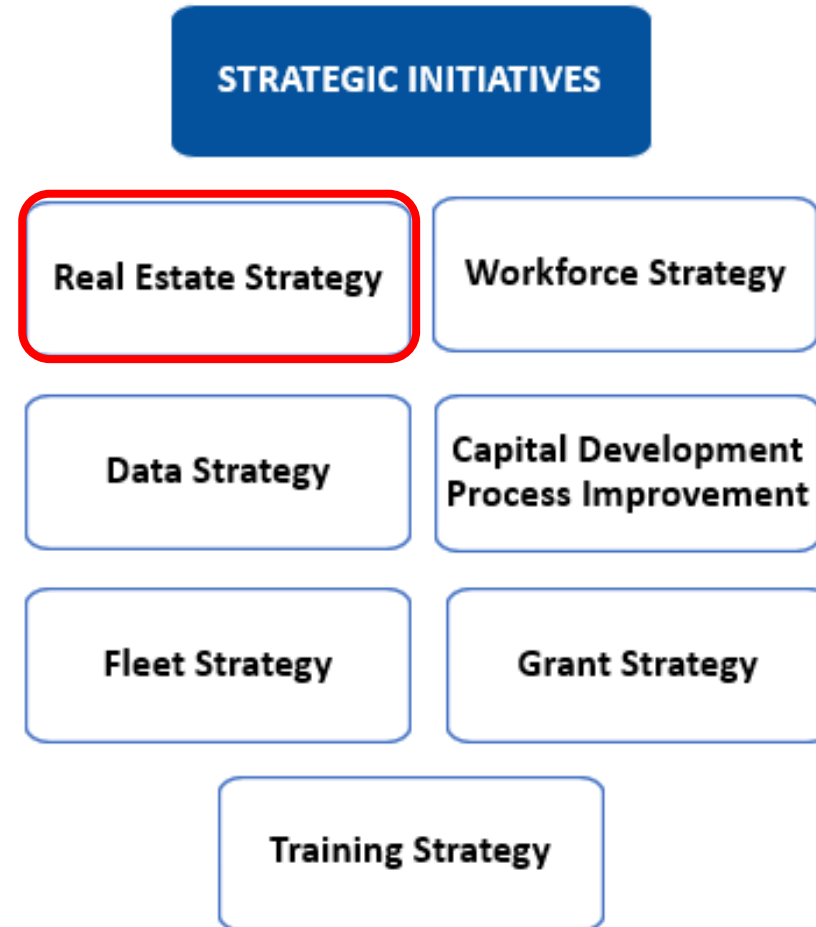 STRATEGIC INITIATIVES
Real Estate Strategy
Workforce Strategy
Data Strategy
Capital Development
Process Improvement
Fleet Strategy
Grant Strategy
Training Strategy